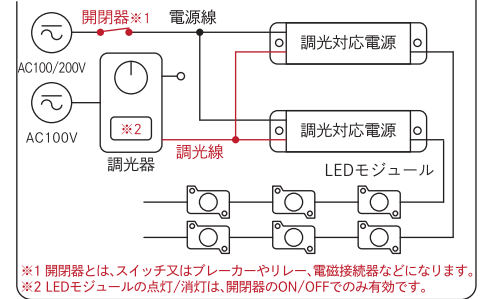 開閉器※1
電源線
AC100/200V
調光対応電源
AC100V
※2
調光器
調光線
調光対応電源
LEDモジュール
※1 開閉器とは、スイッチ又はブレーカーやリレー、電磁接続器などになります。
※2 LEDモジュールの点灯/消灯は、開閉器のON/OFFでのみ有効です。